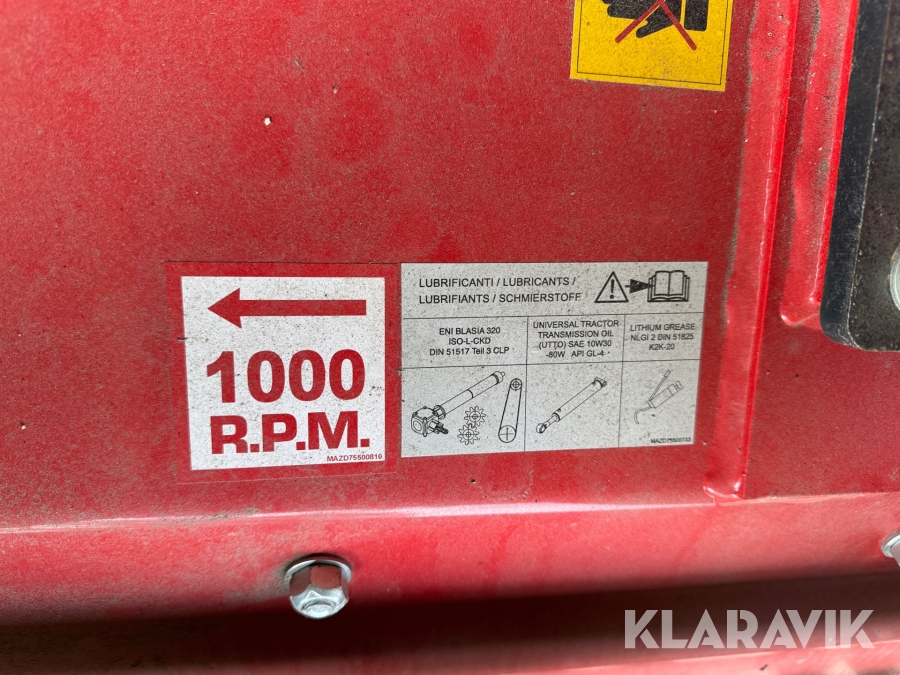 1000
R.P.M.
MAZD75500810
LUBRIFICANTI / LUBRICANTS /
LUBRIFIANTS / SCHMIERSTOFF
ENI BLASIA 320
ISO-L-CKD
DIN 51517 Teil 3 CLP
UNIVERSAL TRACTOR
TRANSMISSION OIL
(UTTO) SAE 10W30
-80W API GL-4
LITHIUM GREASE
NLGI 2 DIN 51825
K2K-20
MAZD75500733
KLARAVIK